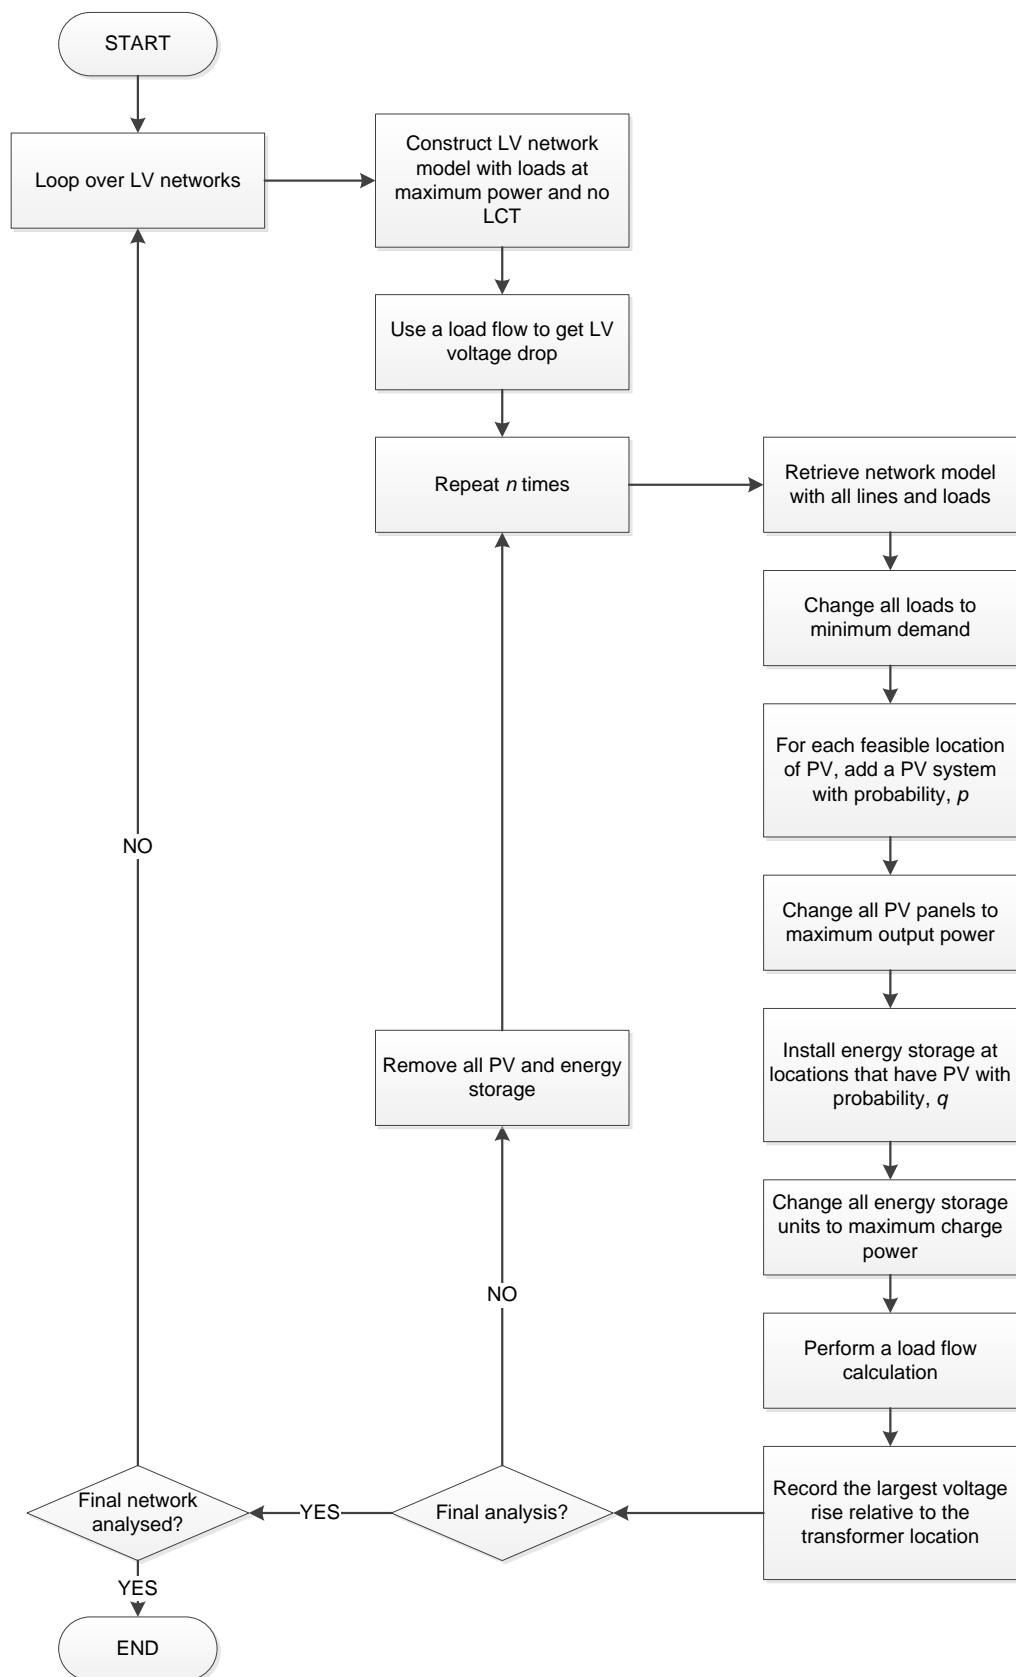 START
Loop over LV networks
Construct LV network
model with loads at
maximum power and no
LCT
Use a load flow to get LV
voltage drop
Repeat n times
Retrieve network model
with all lines and loads
Change all loads to
minimum demand
For each feasible location
of PV, add a PV system
with probability, p
Change all PV panels to
maximum output power
Install energy storage at
locations that have PV with
probability, q
Change all energy storage
units to maximum charge
power
Perform a load flow
calculation
Record the largest voltage
rise relative to the
transformer location
Final analysis?
NO
Remove all PV and energy
storage
YES
Final network
analysed?
NO
YES
END